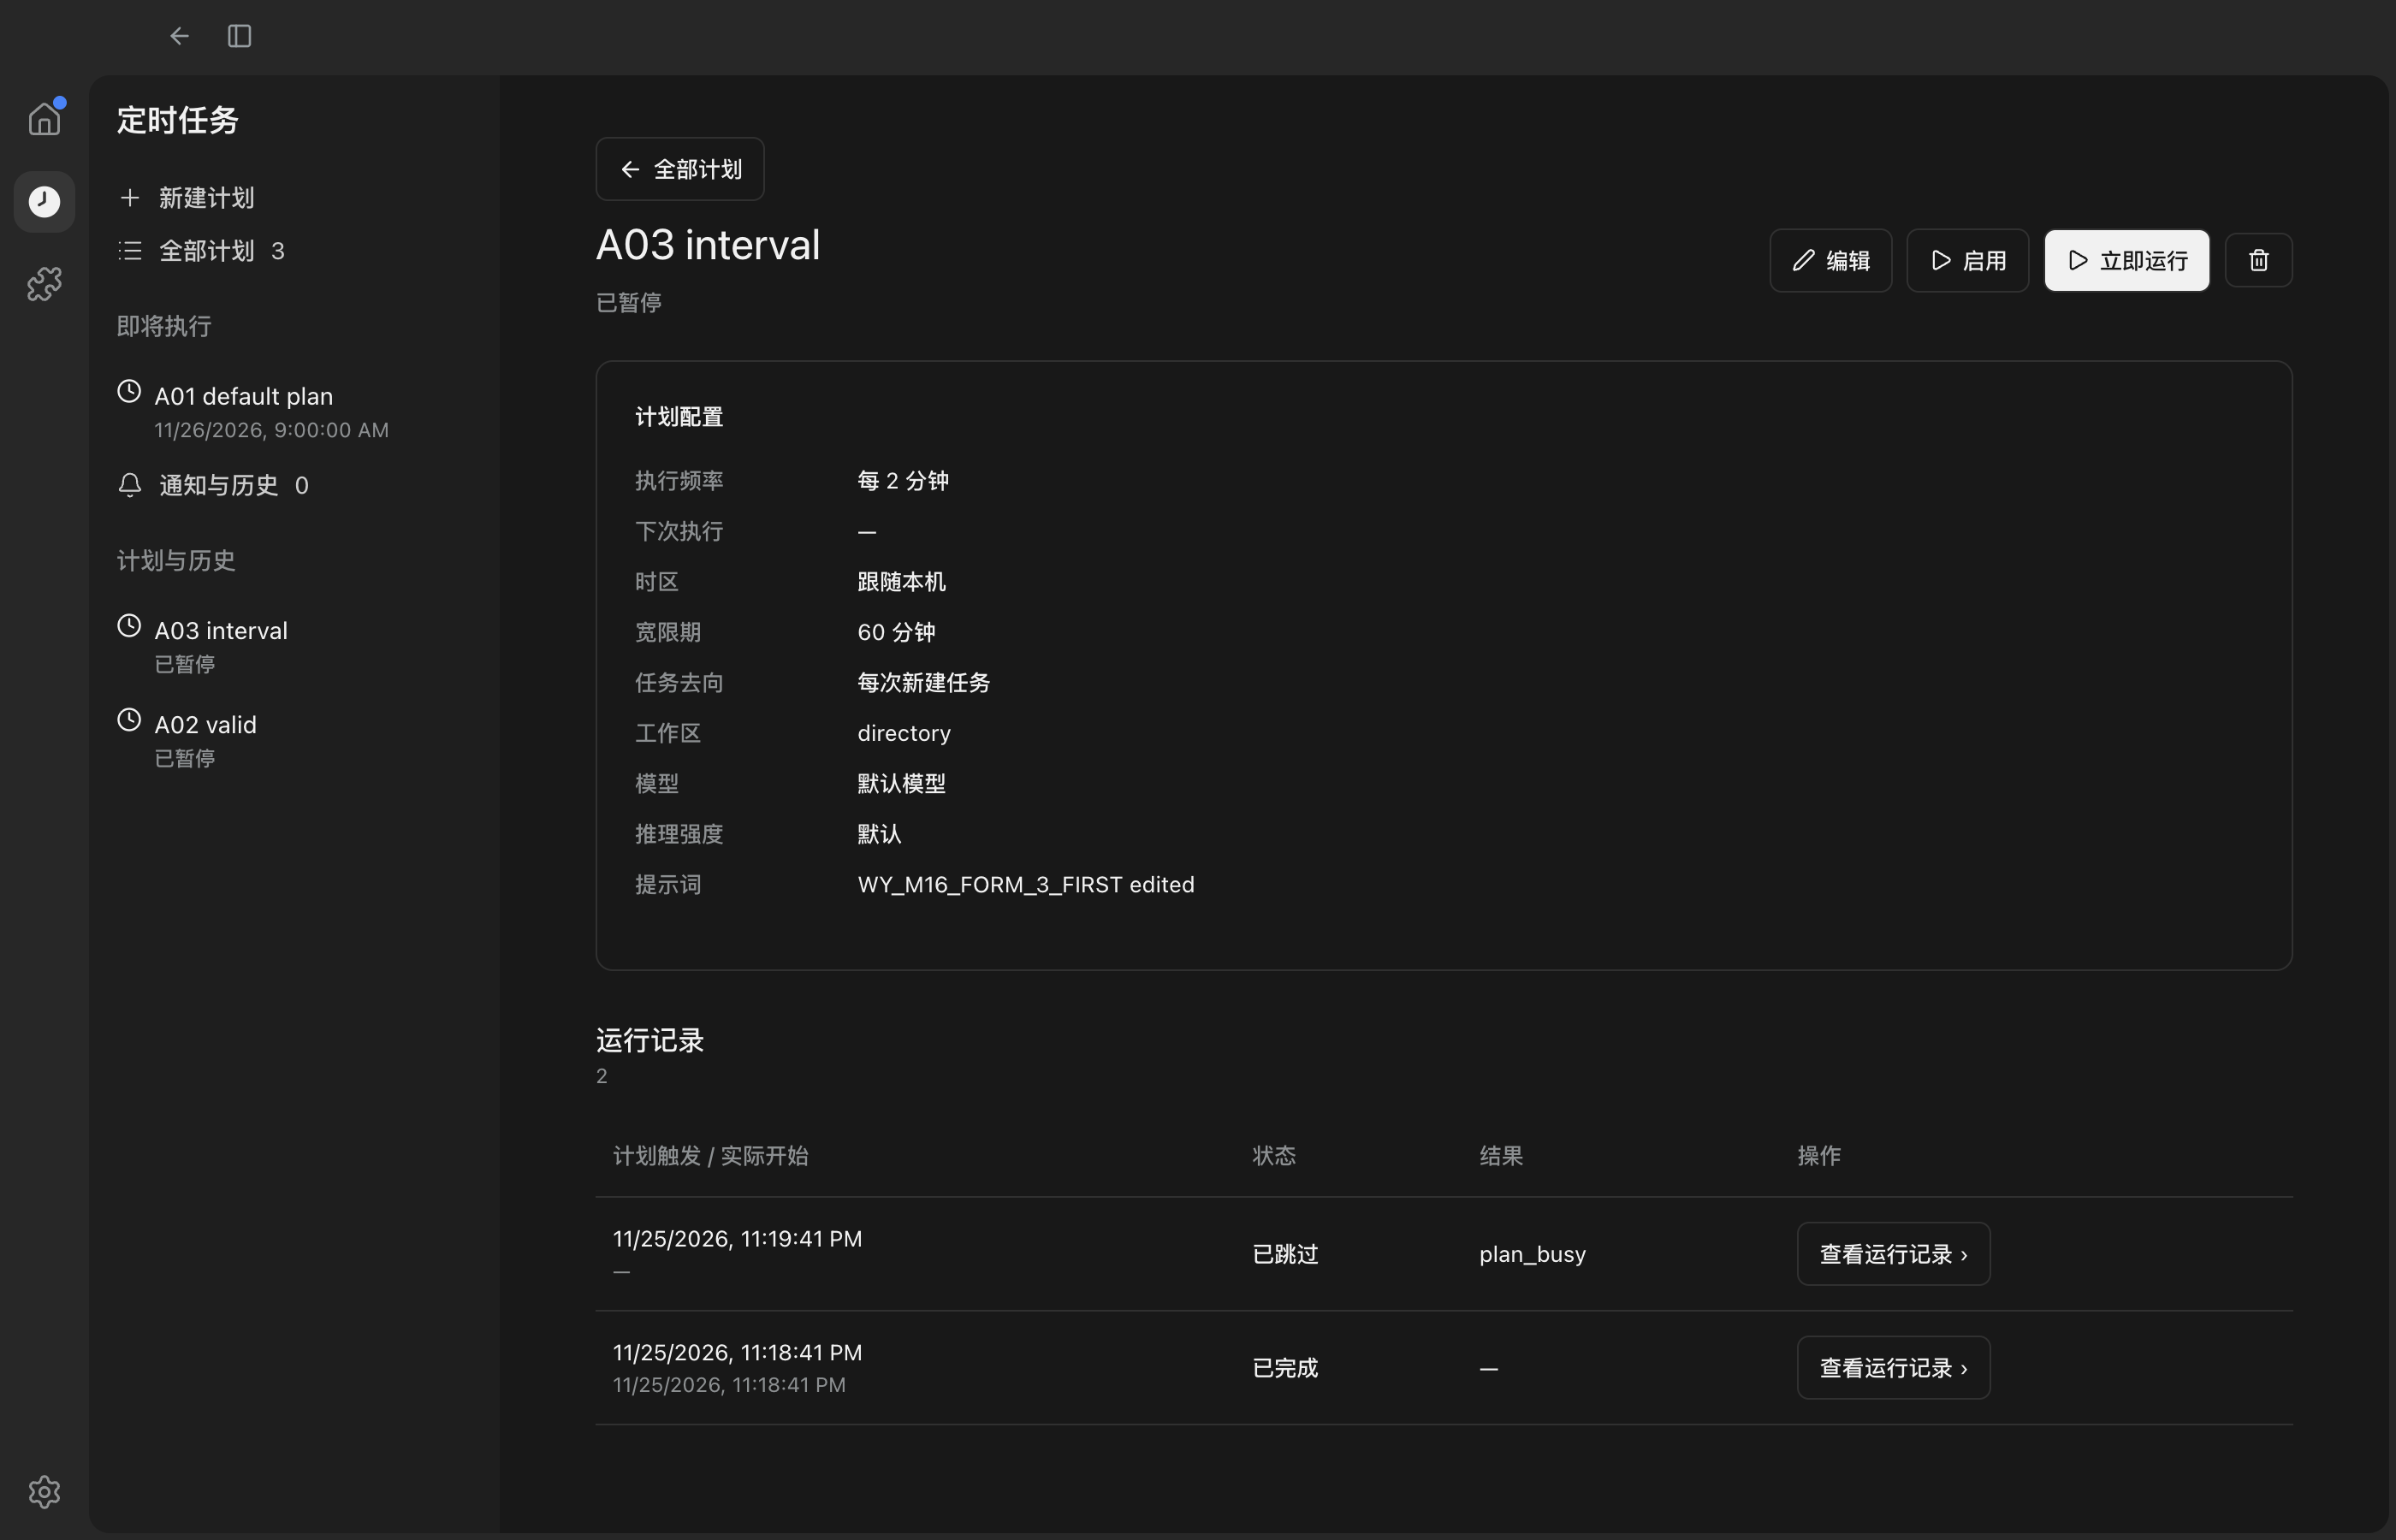 定时任务
新建计划
全部计划 3
即将执行
A01 default plan
11/26/2026, 9:00:00 AM
通知与历史 0
计划与历史
A03 interval
已暂停
A02 valid
已暂停
全部计划
A03 interval
已暂停
编辑
启用
立即运行
计划配置
执行频率 每 2 分钟
下次执行 —
时区 跟随本机
宽限期 60 分钟
任务去向 每次新建任务
工作区 directory
模型 默认模型
推理强度 默认
提示词 WY_M16_FORM_3_FIRST edited
运行记录
2
计划触发 / 实际开始 状态 结果 操作
11/25/2026, 11:19:41 PM
—
已跳过 plan_busy 查看运行记录 ›
11/25/2026, 11:18:41 PM
11/25/2026, 11:18:41 PM
已完成 — 查看运行记录 ›